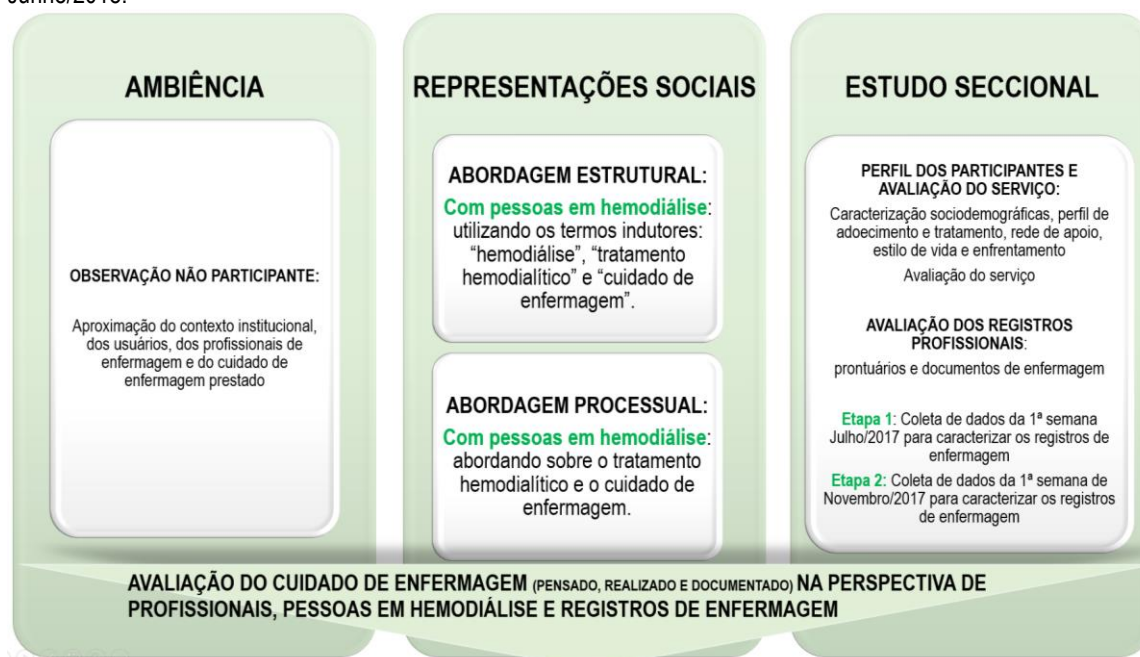 AMBIÊNCIA
OBSERVAÇÃO NÃO PARTICIPANTE:
Aproximação do contexto institucional,
dos usuários, dos profissionais de
enfermagem e do cuidado de
enfermagem prestado
REPRESENTAÇÕES SOCIAIS
ABORDAGEM ESTRUTURAL:
Com pessoas em hemodiálise:
utilizando os termos indutores:
“hemodiálise”, “tratamento
hemodialítico” e “cuidado de
enfermagem”.
ABORDAGEM PROCESSUAL:
Com pessoas em hemodiálise:
abordando sobre o tratamento
hemodialítico e o cuidado de
enfermagem.
ESTUDO SECCIONAL
PERFIL DOS PARTICIPANTES E
AVALIAÇÃO DO SERVIÇO:
Caracterização sociodemográficas, perfil de
adoecimento e tratamento, rede de apoio,
estilo de vida e enfrentamento
Avaliação do serviço
AVALIAÇÃO DOS REGISTROS
PROFISSIONAIS:
prontuários e documentos de enfermagem
Etapa 1: Coleta de dados da 1ª semana
Julho/2017 para caracterizar os registros de
enfermagem
Etapa 2: Coleta de dados da 1ª semana de
Novembro/2017 para caracterizar os registros
de enfermagem
AVALIAÇÃO DO CUIDADO DE ENFERMAGEM (PENSADO, REALIZADO E DOCUMENTADO) NA PERSPECTIVA DE
PROFISSIONAIS, PESSOAS EM HEMODIÁLISE E REGISTROS DE ENFERMAGEM